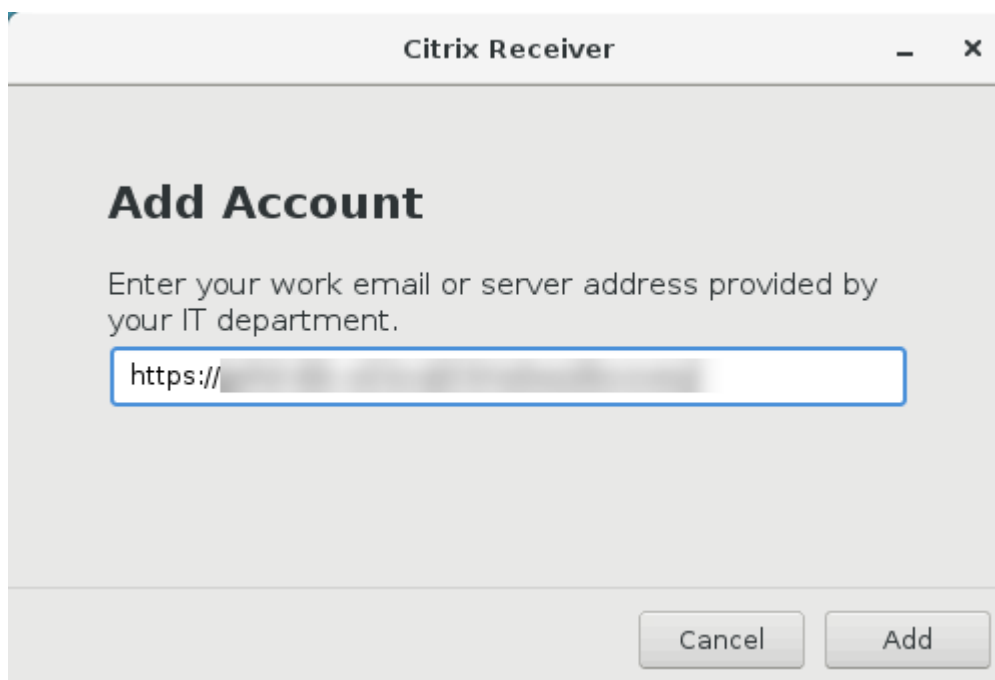 Citrix Receiver
Add Account
Enter your work email or server address provided by
your IT department.
https://
Cancel
Add